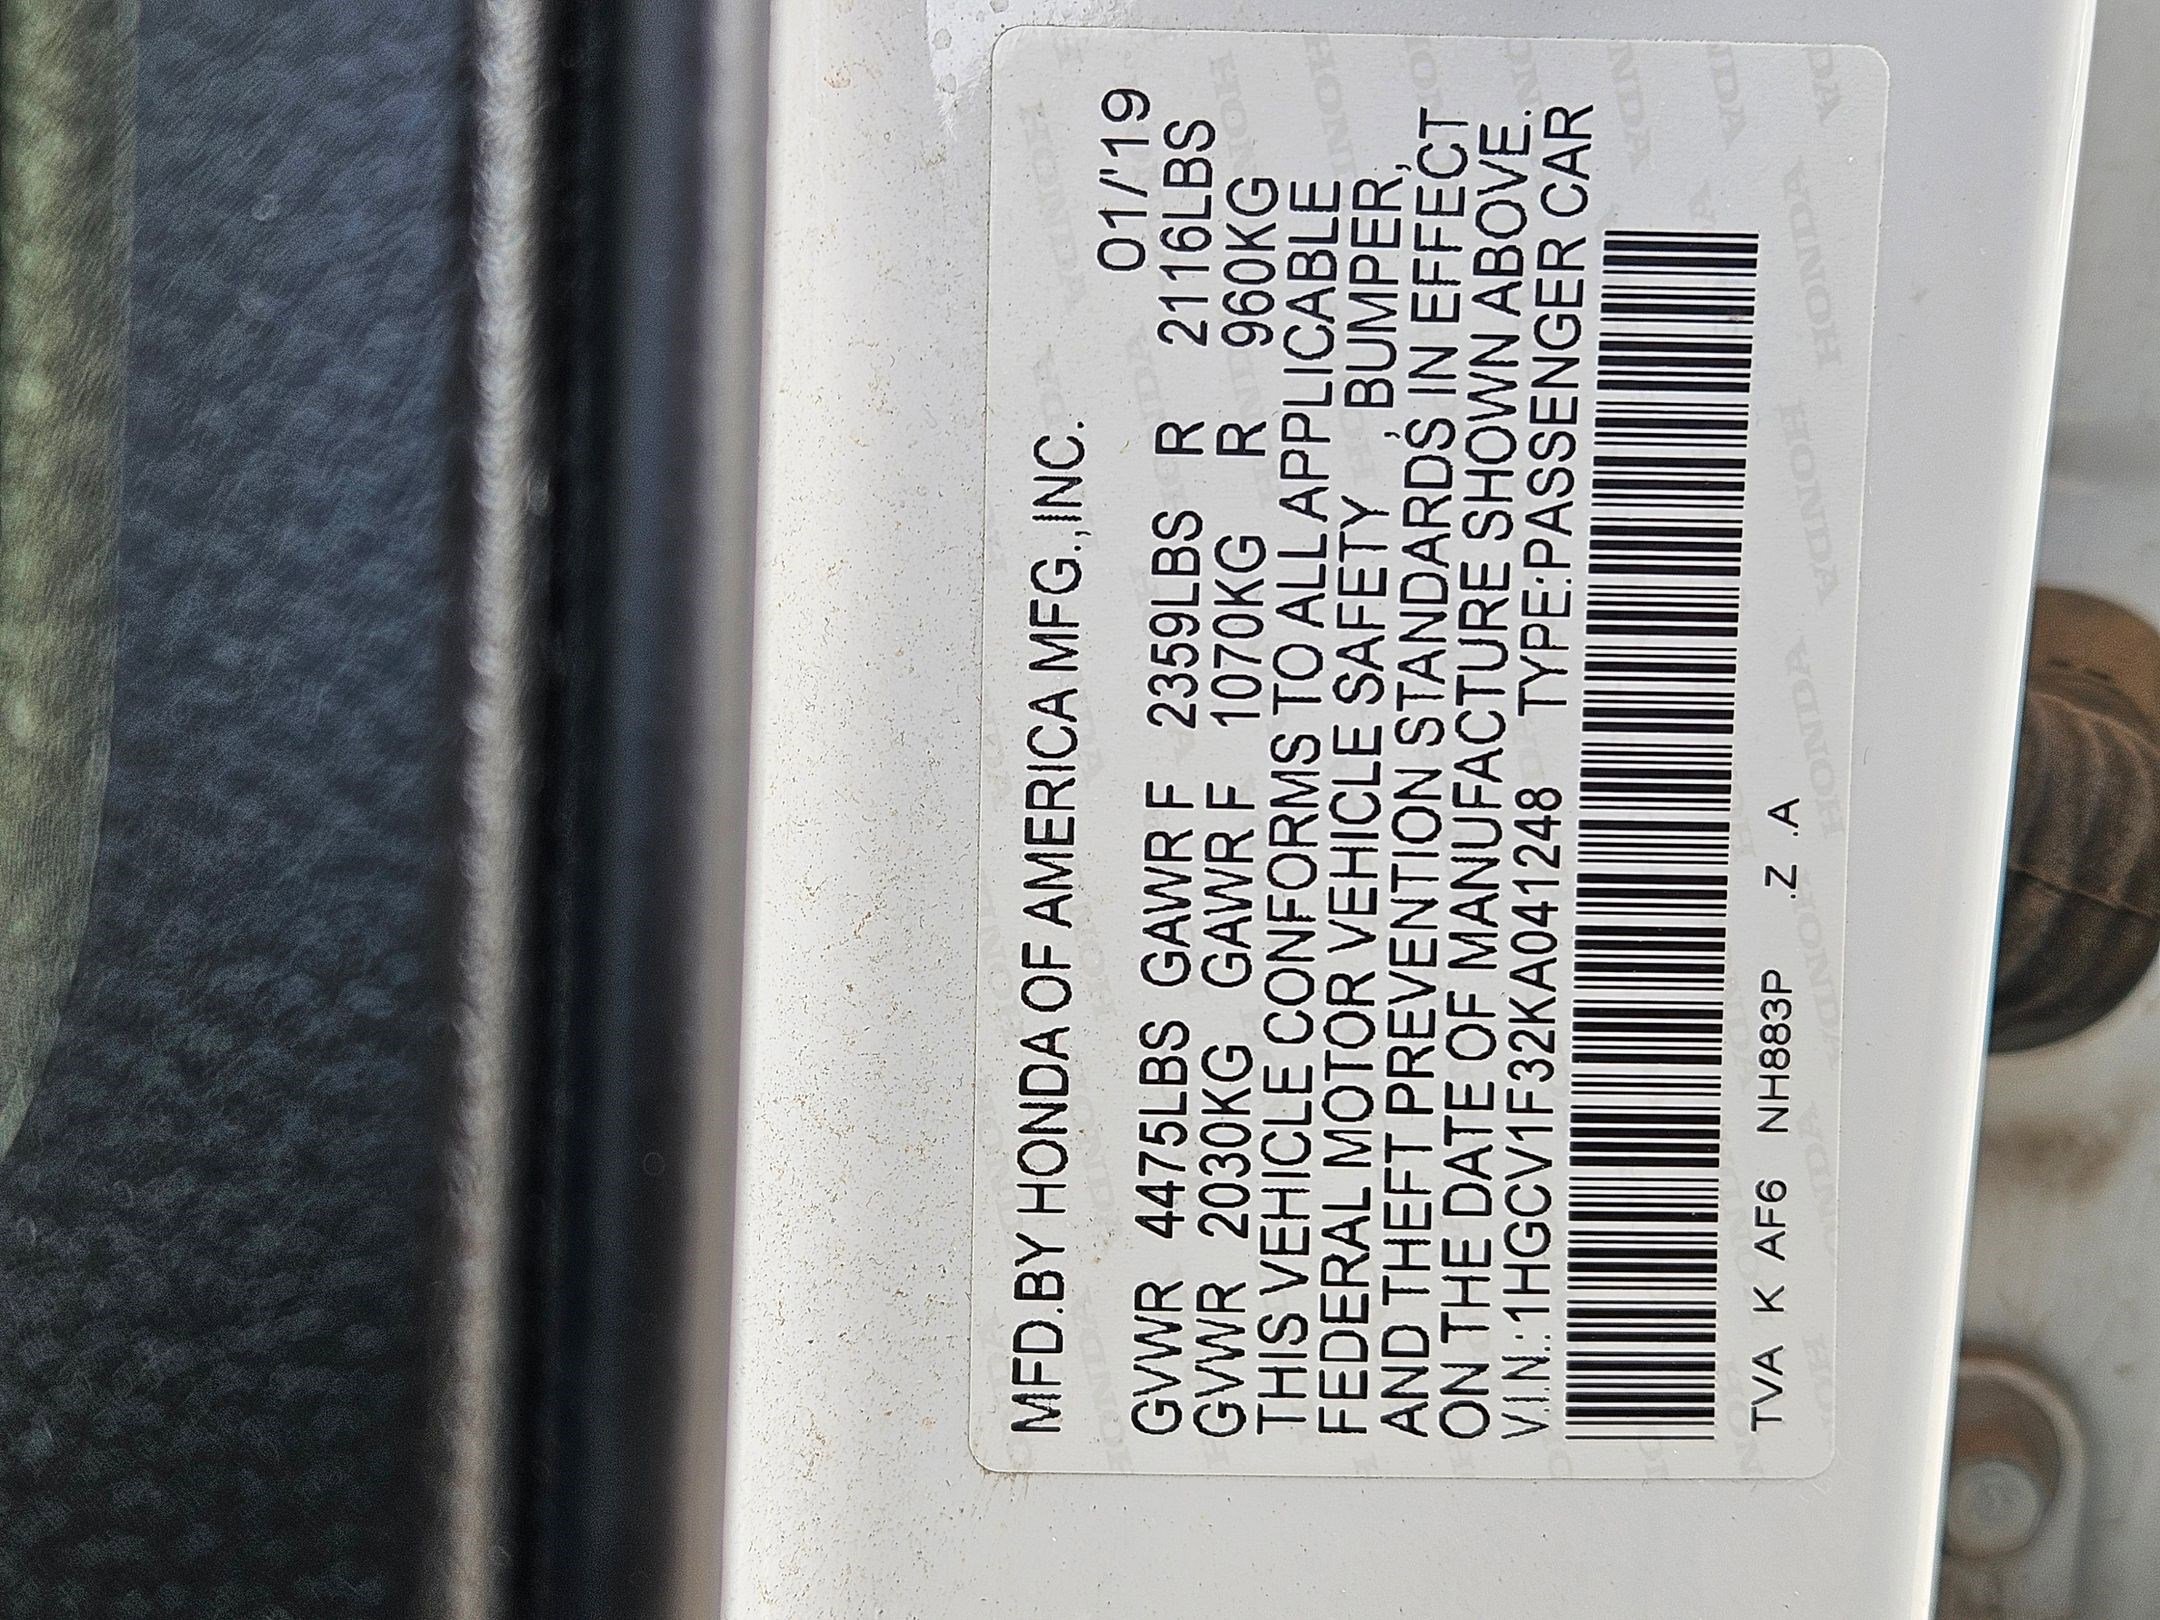 MFD.BY HONDA OF AMERICA MFG.,INC.
01/'19
GVWR 4475LBS GAWR F 2359LBS R 2116LBS
GVWR 2030KG GAWR F 1070KG R 960KG
THIS VEHICLE CONFORMS TO ALL APPLICABLE
FEDERAL MOTOR VEHICLE SAFETY , BUMPER,
AND THEFT PREVENTION STANDARDS IN EFFECT
ON THE DATE OF MANUFACTURE SHOWN ABOVE.
V.I.N.:1HGCV1F32KA041248 TYPE:PASSENGER CAR
TVA K AF6 NH883P .Z .A